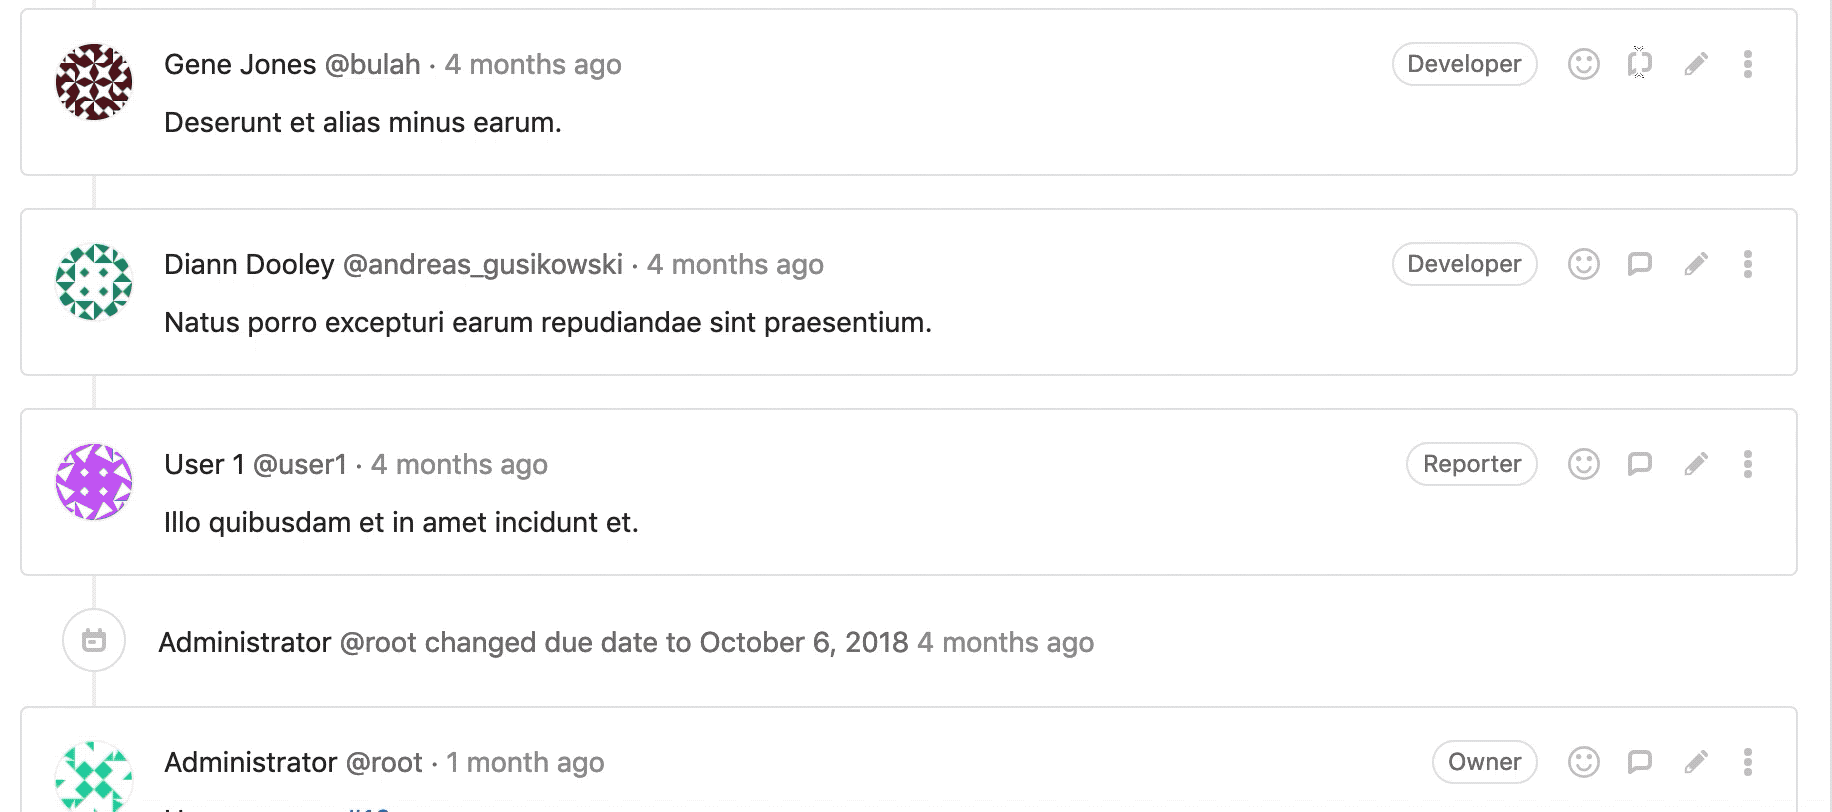 Gene Jones @bulah · 4 months ago Developer
Deserunt et alias minus earum.
Diann Dooley @andreas_gusikowski · 4 months ago Developer
Natus porro excepturi earum repudiandae sint praesentium.
User 1 @user1 · 4 months ago Reporter
Illo quibusdam et in amet incidunt et.
Administrator @root changed due date to October 6, 2018 4 months ago
Administrator @root · 1 month ago Owner